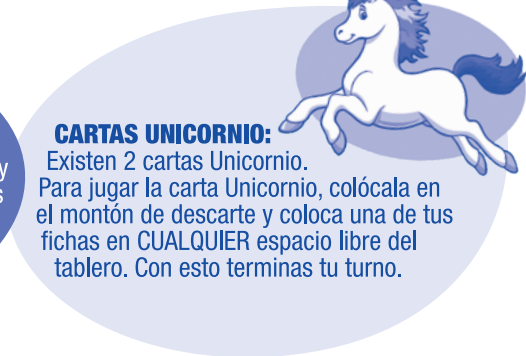 y
s
CARTAS UNICORNIO:
Existen 2 cartas Unicornio.
Para jugar la carta Unicornio, colócala en
el montón de descarte y coloca una de tus
fichas en CUALQUIER espacio libre del
tablero. Con esto terminas tu turno.